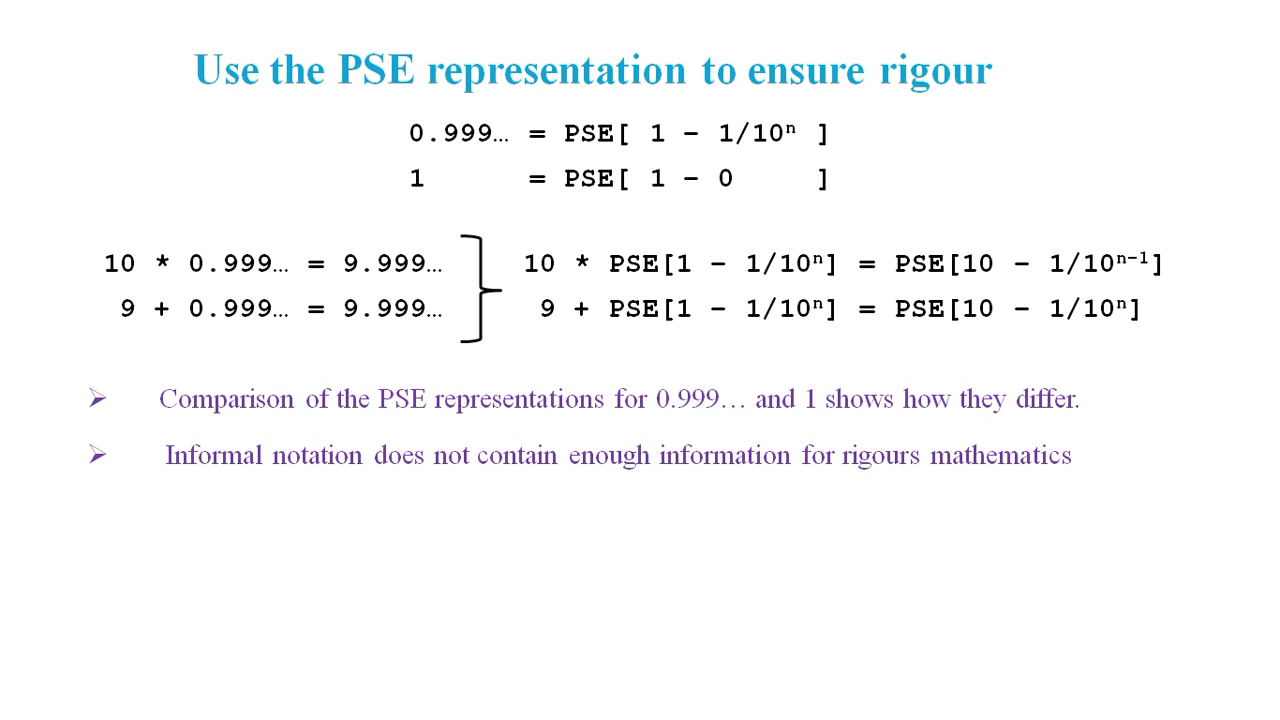 Use the PSE representation to ensure rigour
0.999… = PSE[ 1 – 1/10ⁿ ]
1 = PSE[ 1 – 0 ]
10 * 0.999… = 9.999…
9 + 0.999… = 9.999…
10 * PSE[1 – 1/10ⁿ] = PSE[10 – 1/10ⁿ⁻¹]
9 + PSE[1 – 1/10ⁿ] = PSE[10 – 1/10ⁿ]
➢ Comparison of the PSE representations for 0.999… and 1 shows how they differ.
➢ Informal notation does not contain enough information for rigours mathematics